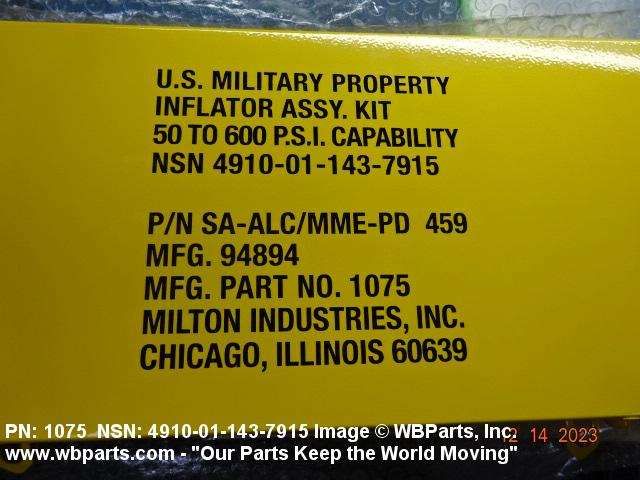 U.S. MILITARY PROPERTY
INFLATOR ASSY. KIT
50 TO 600 P.S.I. CAPABILITY
NSN 4910-01-143-7915
P/N SA-ALC/MME-PD 459
MFG. 94894
MFG. PART NO. 1075
MILTON INDUSTRIES, INC.
CHICAGO, ILLINOIS 60639
PN: 1075 NSN: 4910-01-143-7915 Image © WBParts, Inc.
12 14 2023
www.wbparts.com - "Our Parts Keep the World Moving"